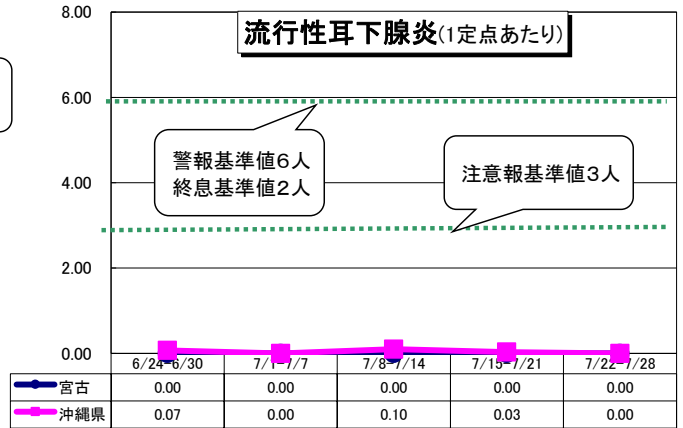 流行性耳下腺炎(1定点あたり)
8.00
6.00
4.00
2.00
0.00
警報基準値6人
終息基準値2人
注意報基準値3人
6/24-6/30 7/1-7/7 7/8-7/14 7/15-7/21 7/22-7/28
宮古 0.00 0.00 0.00 0.00 0.00
沖縄県 0.07 0.00 0.10 0.03 0.00